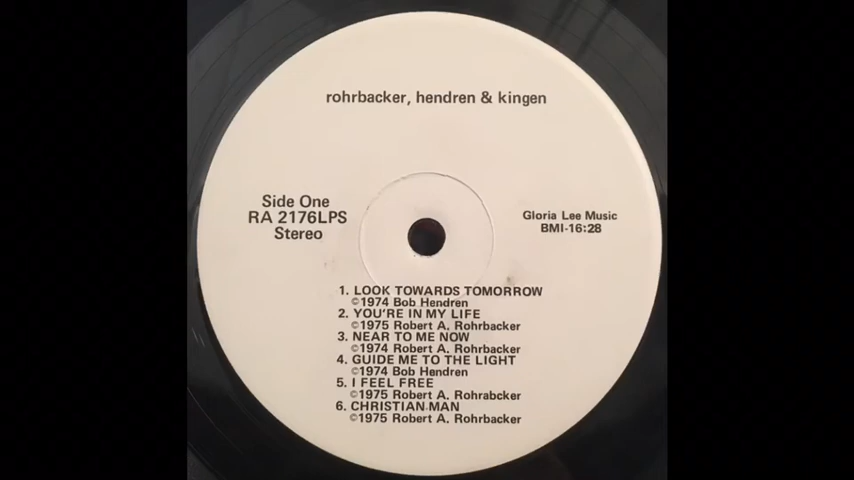 rohrbacker, hendren & kingen
Side One
RA 2176LPS
Stereo
Gloria Lee Music
BMI-16:28
1. LOOK TOWARDS TOMORROW
©1974 Bob Hendren
2. YOU'RE IN MY LIFE
©1975 Robert A. Rohrbacker
3. NEAR TO ME NOW
©1974 Robert A. Rohrbacker
4. GUIDE ME TO THE LIGHT
©1974 Bob Hendren
5. I FEEL FREE
©1975 Robert A. Rohrabcker
6. CHRISTIAN MAN
©1975 Robert A. Rohrbacker